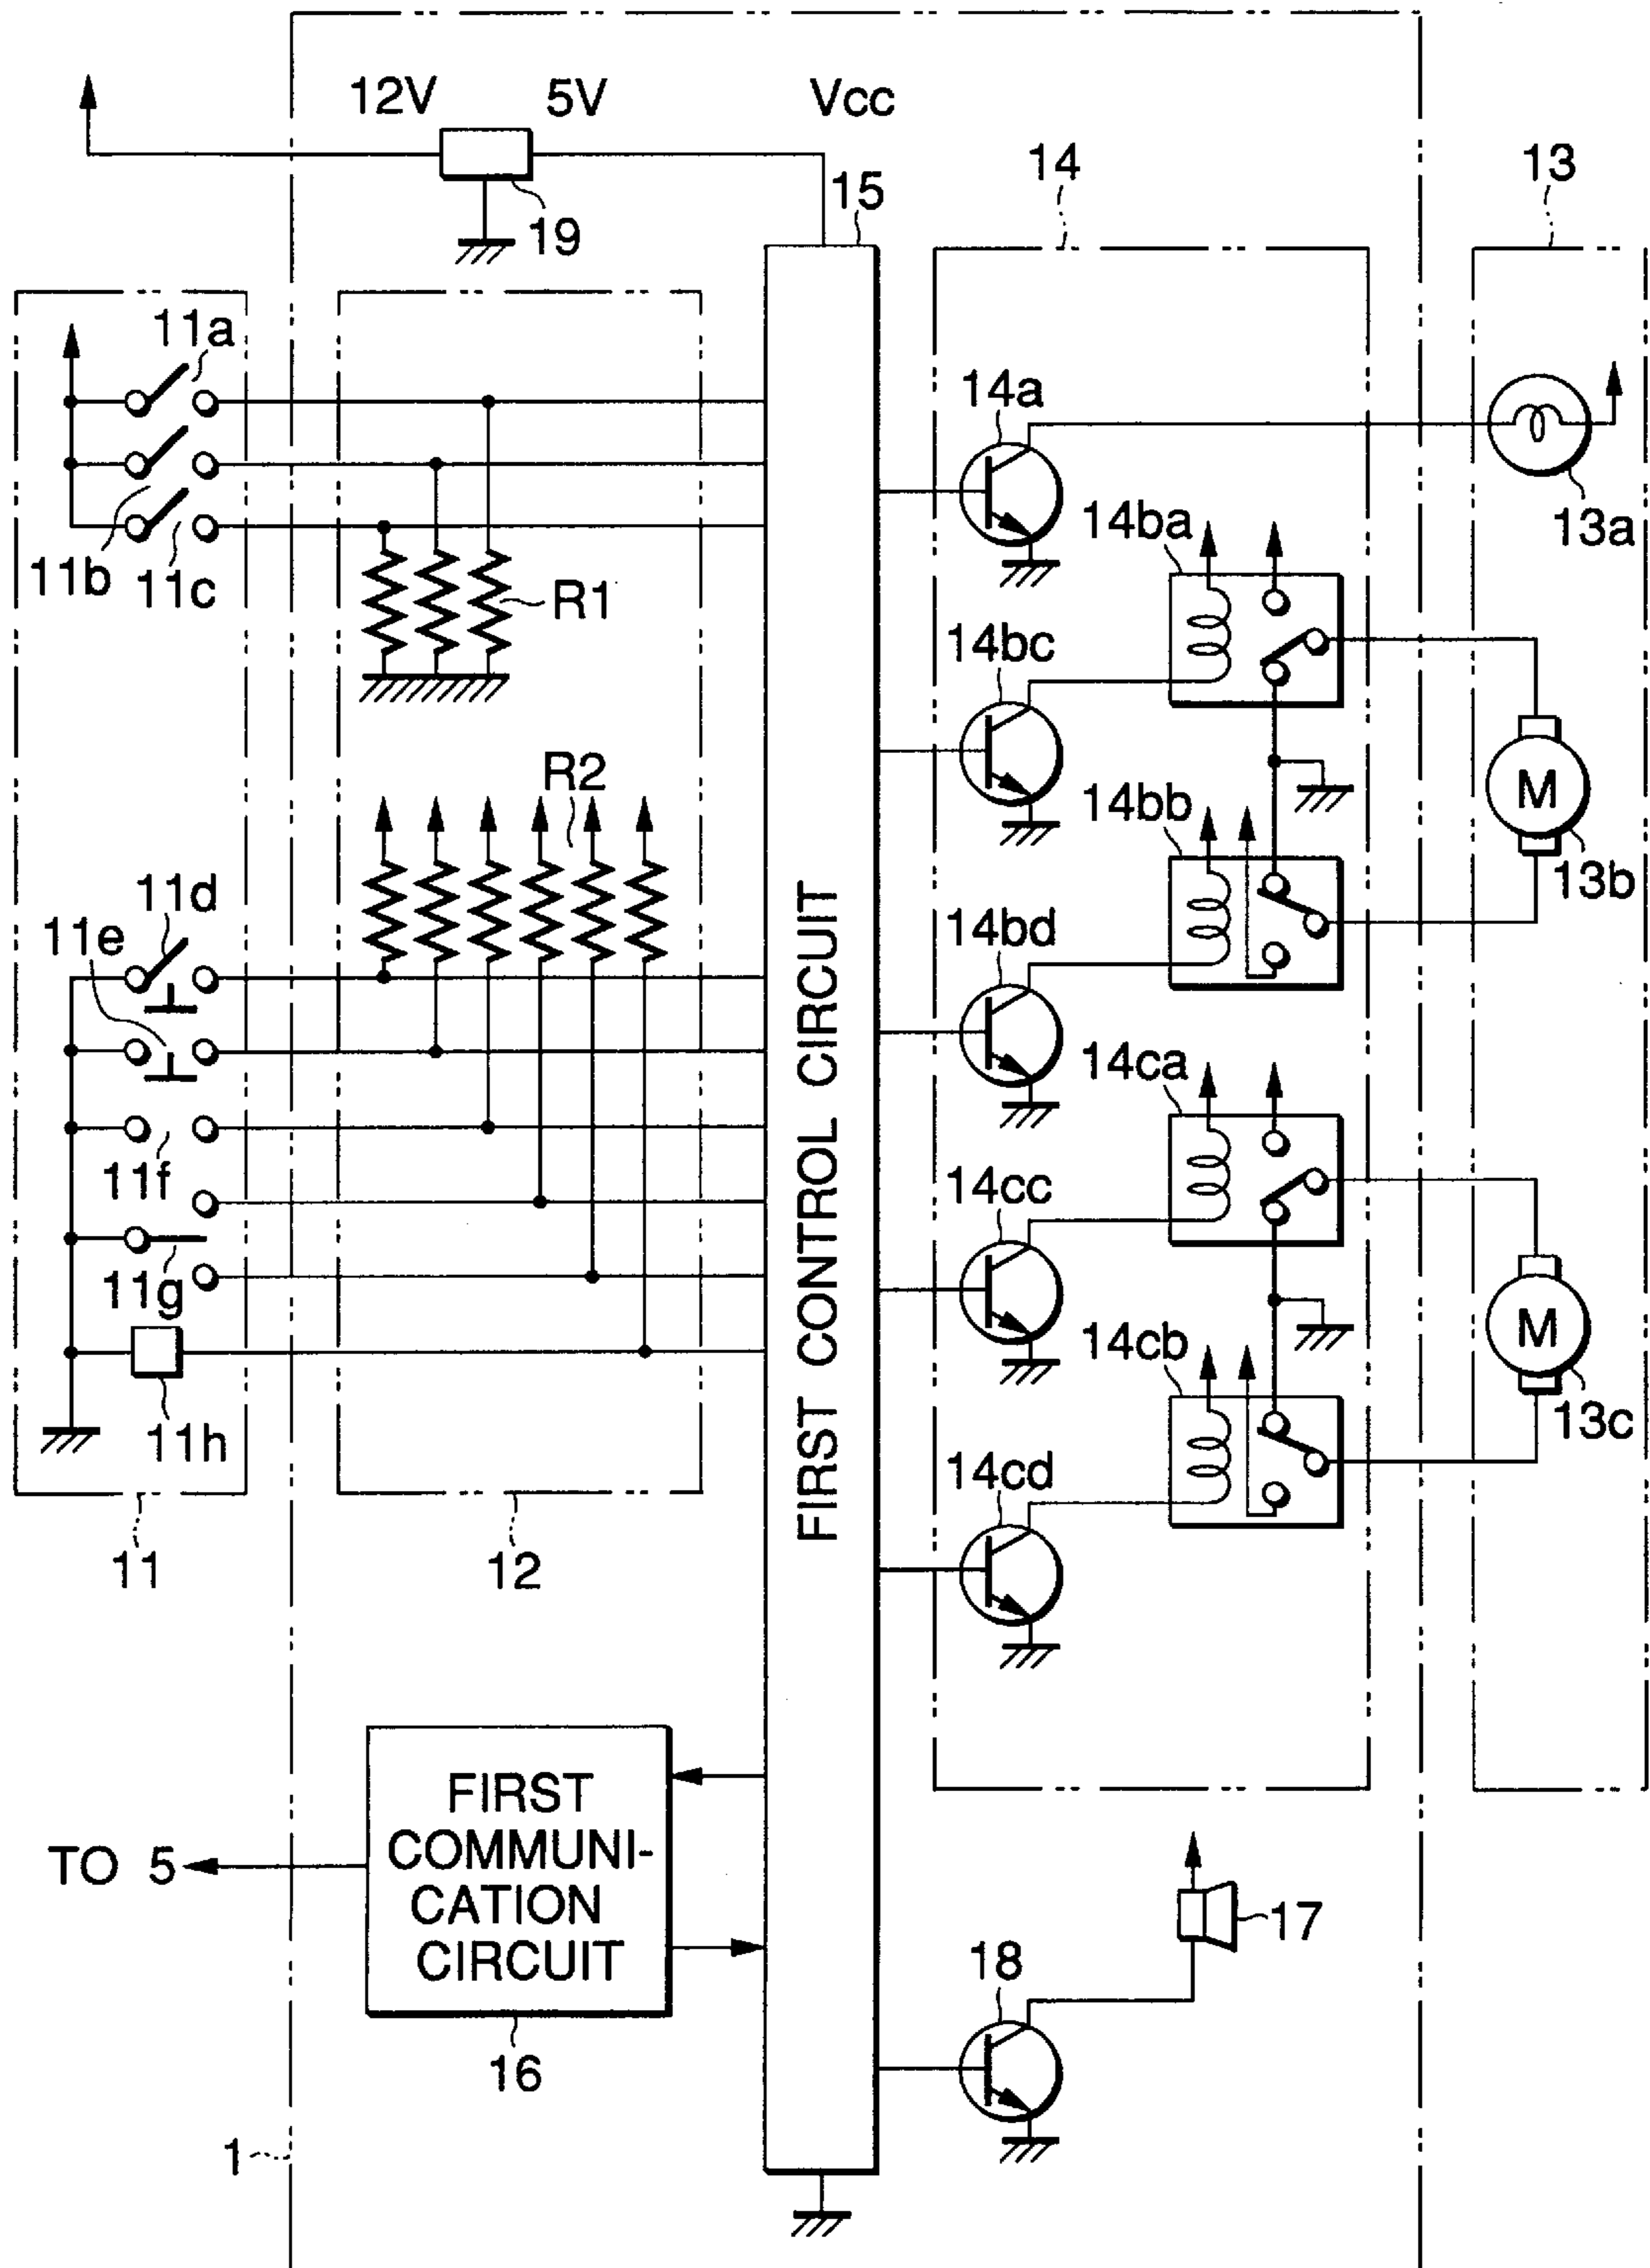 12V 5V Vcc
14 13
15
19
11a
14a
13a
11b 11c R1
14ba
14bc
R2
14bb
M
13b
11d
11e
14bd
14ca
11f
14cc
11g
M
14cb
13c
11h
14cd
11 12
FIRST CONTROL CIRCUIT
FIRST
COMMUNI-
CATION
CIRCUIT
TO 5
17
18
16
1